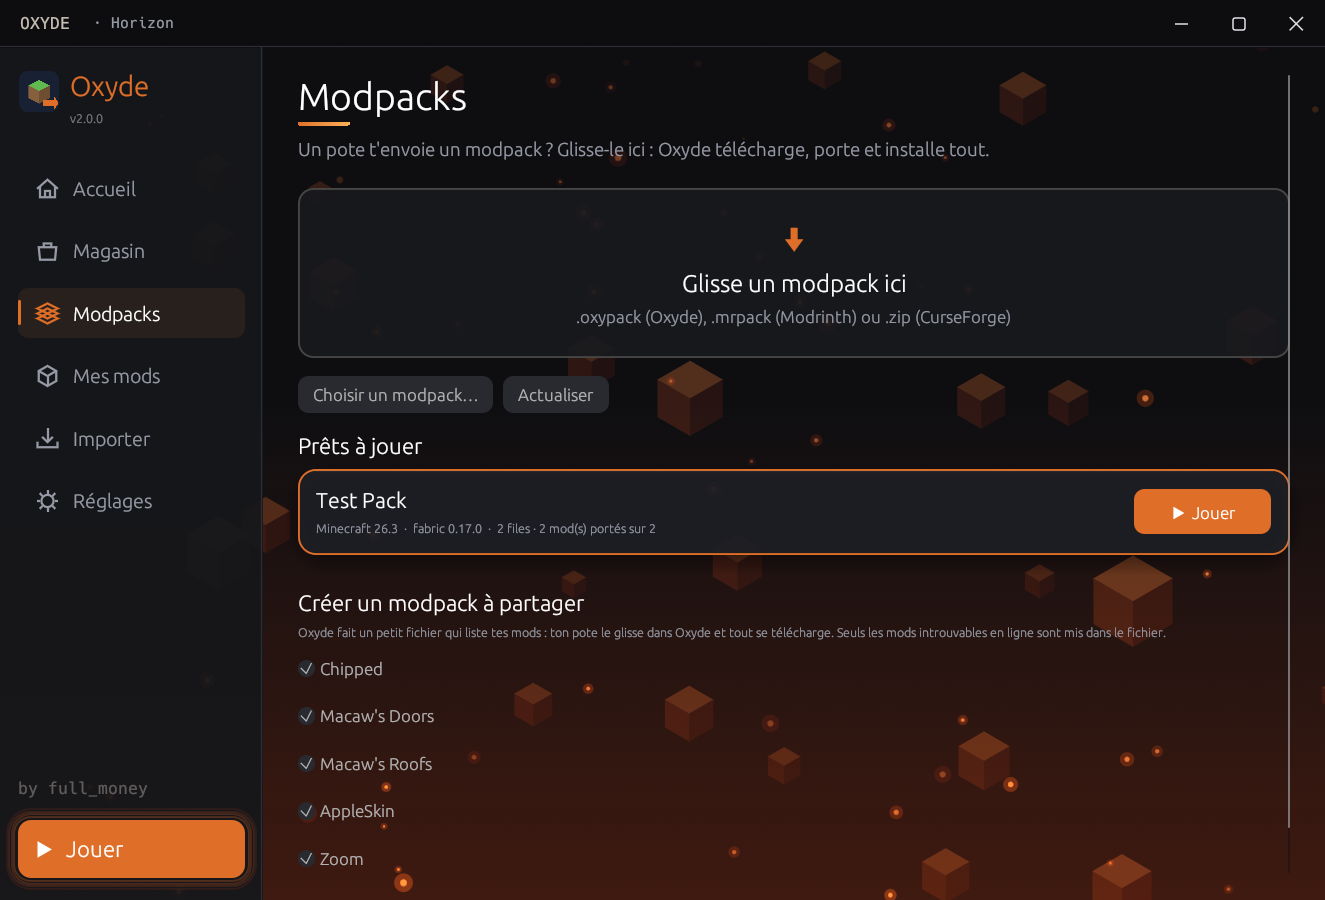 OXYDE · Horizon
Oxyde
v2.0.0
Accueil
Magasin
Modpacks
Mes mods
Importer
Réglages
by full_money
Jouer
Modpacks
Un pote t'envoie un modpack ? Glisse-le ici : Oxyde télécharge, porte et installe tout.
Glisse un modpack ici
.oxypack (Oxyde), .mrpack (Modrinth) ou .zip (CurseForge)
Choisir un modpack...
Actualiser
Prêts à jouer
Test Pack
Minecraft 26.3 · fabric 0.17.0 · 2 files · 2 mod(s) portés sur 2
Jouer
Créer un modpack à partager
Oxyde fait un petit fichier qui liste tes mods : ton pote le glisse dans Oxyde et tout se télécharge. Seuls les mods introuvables en ligne sont mis dans le fichier.
Chipped
Macaw's Doors
Macaw's Roofs
AppleSkin
Zoom